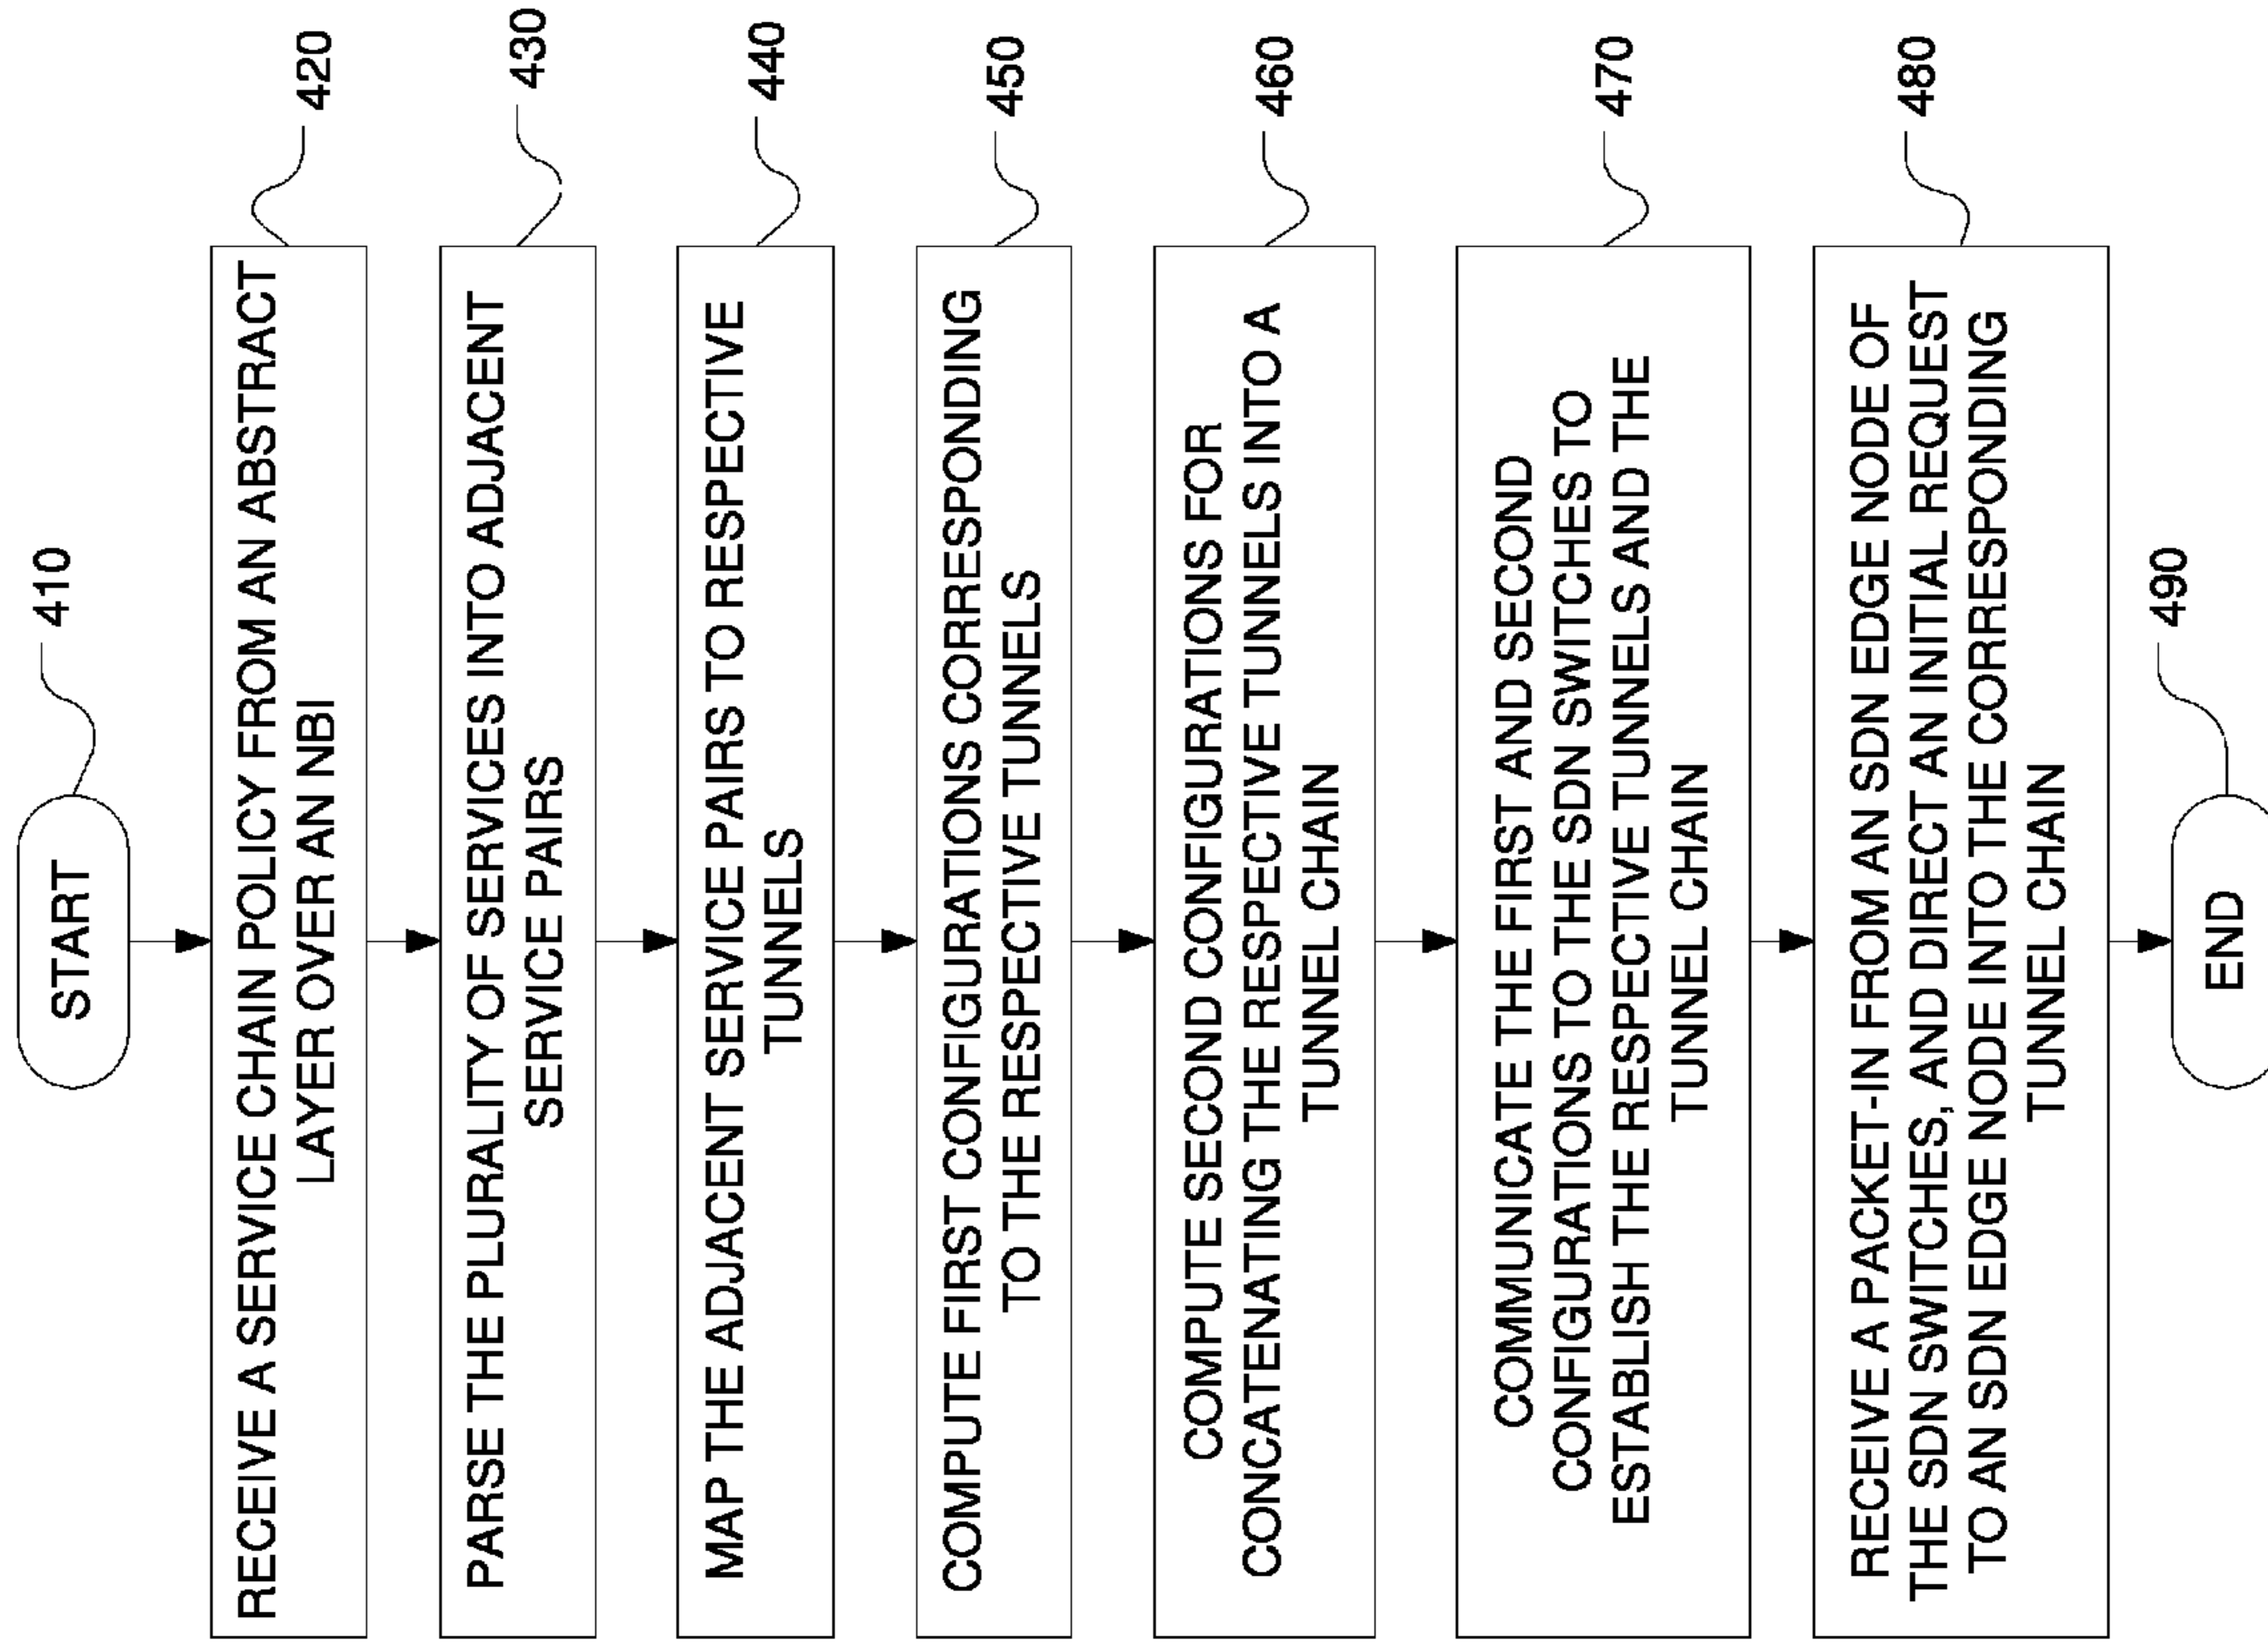 START
410
RECEIVE A SERVICE CHAIN POLICY FROM AN ABSTRACT
LAYER OVER AN NBI
420
PARSE THE PLURALITY OF SERVICES INTO ADJACENT
SERVICE PAIRS
430
MAP THE ADJACENT SERVICE PAIRS TO RESPECTIVE
TUNNELS
440
COMPUTE FIRST CONFIGURATIONS CORRESPONDING
TO THE RESPECTIVE TUNNELS
450
COMPUTE SECOND CONFIGURATIONS FOR
CONCATENATING THE RESPECTIVE TUNNELS INTO A
TUNNEL CHAIN
460
COMMUNICATE THE FIRST AND SECOND
CONFIGURATIONS TO THE SDN SWITCHES TO
ESTABLISH THE RESPECTIVE TUNNELS AND THE
TUNNEL CHAIN
470
RECEIVE A PACKET-IN FROM AN SDN EDGE NODE OF
THE SDN SWITCHES, AND DIRECT AN INITIAL REQUEST
TO AN SDN EDGE NODE INTO THE CORRESPONDING
TUNNEL CHAIN
480
END
490